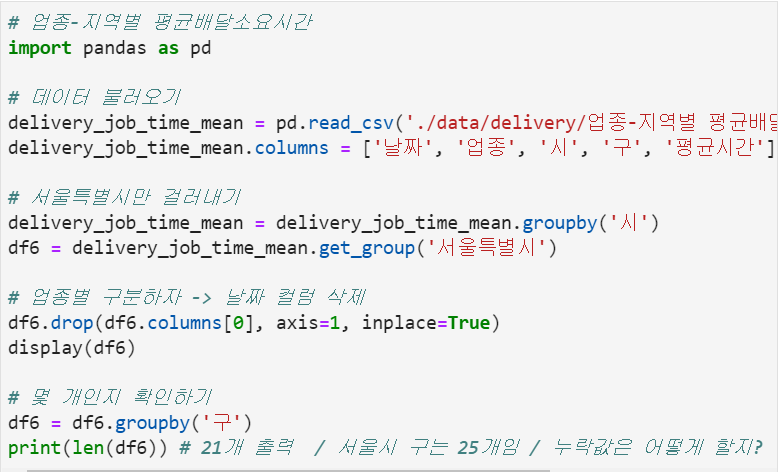 # 업종-지역별 평균배달소요시간
import pandas as pd
# 데이터 불러오기
delivery_job_time_mean = pd.read_csv('./data/delivery/업종-지역별 평균배달
delivery_job_time_mean.columns = ['날짜', '업종', '시', '구', '평균시간']
# 서울특별시만 걸러내기
delivery_job_time_mean = delivery_job_time_mean.groupby('시')
df6 = delivery_job_time_mean.get_group('서울특별시')
# 업종별 구분하자 -> 날짜 컬럼 삭제
df6.drop(df6.columns[0], axis=1, inplace=True)
display(df6)
# 몇 개인지 확인하기
df6 = df6.groupby('구')
print(len(df6)) # 21개 출력  / 서울시 구는 25개임 / 누락값은 어떻게 할지?